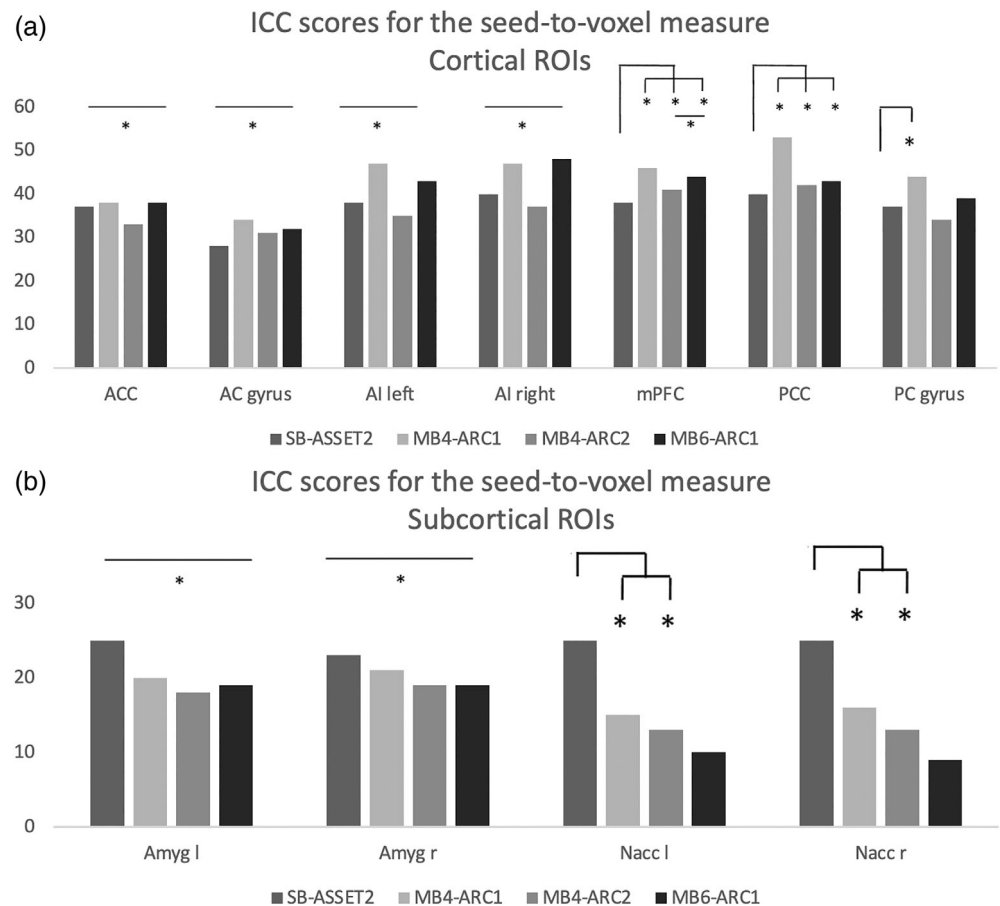 (a)
ICC scores for the seed-to-voxel measure
Cortical ROIs
60
50
40
30
20
10
0
* * * * * * * * * * * *
ACC AC gyrus AI left AI right mPFC PCC PC gyrus
SB-ASSET2 MB4-ARC1 MB4-ARC2 MB6-ARC1
(b)
ICC scores for the seed-to-voxel measure
Subcortical ROIs
30
20
10
0
* * * * * *
Amyg l Amyg r Nacc l Nacc r
SB-ASSET2 MB4-ARC1 MB4-ARC2 MB6-ARC1